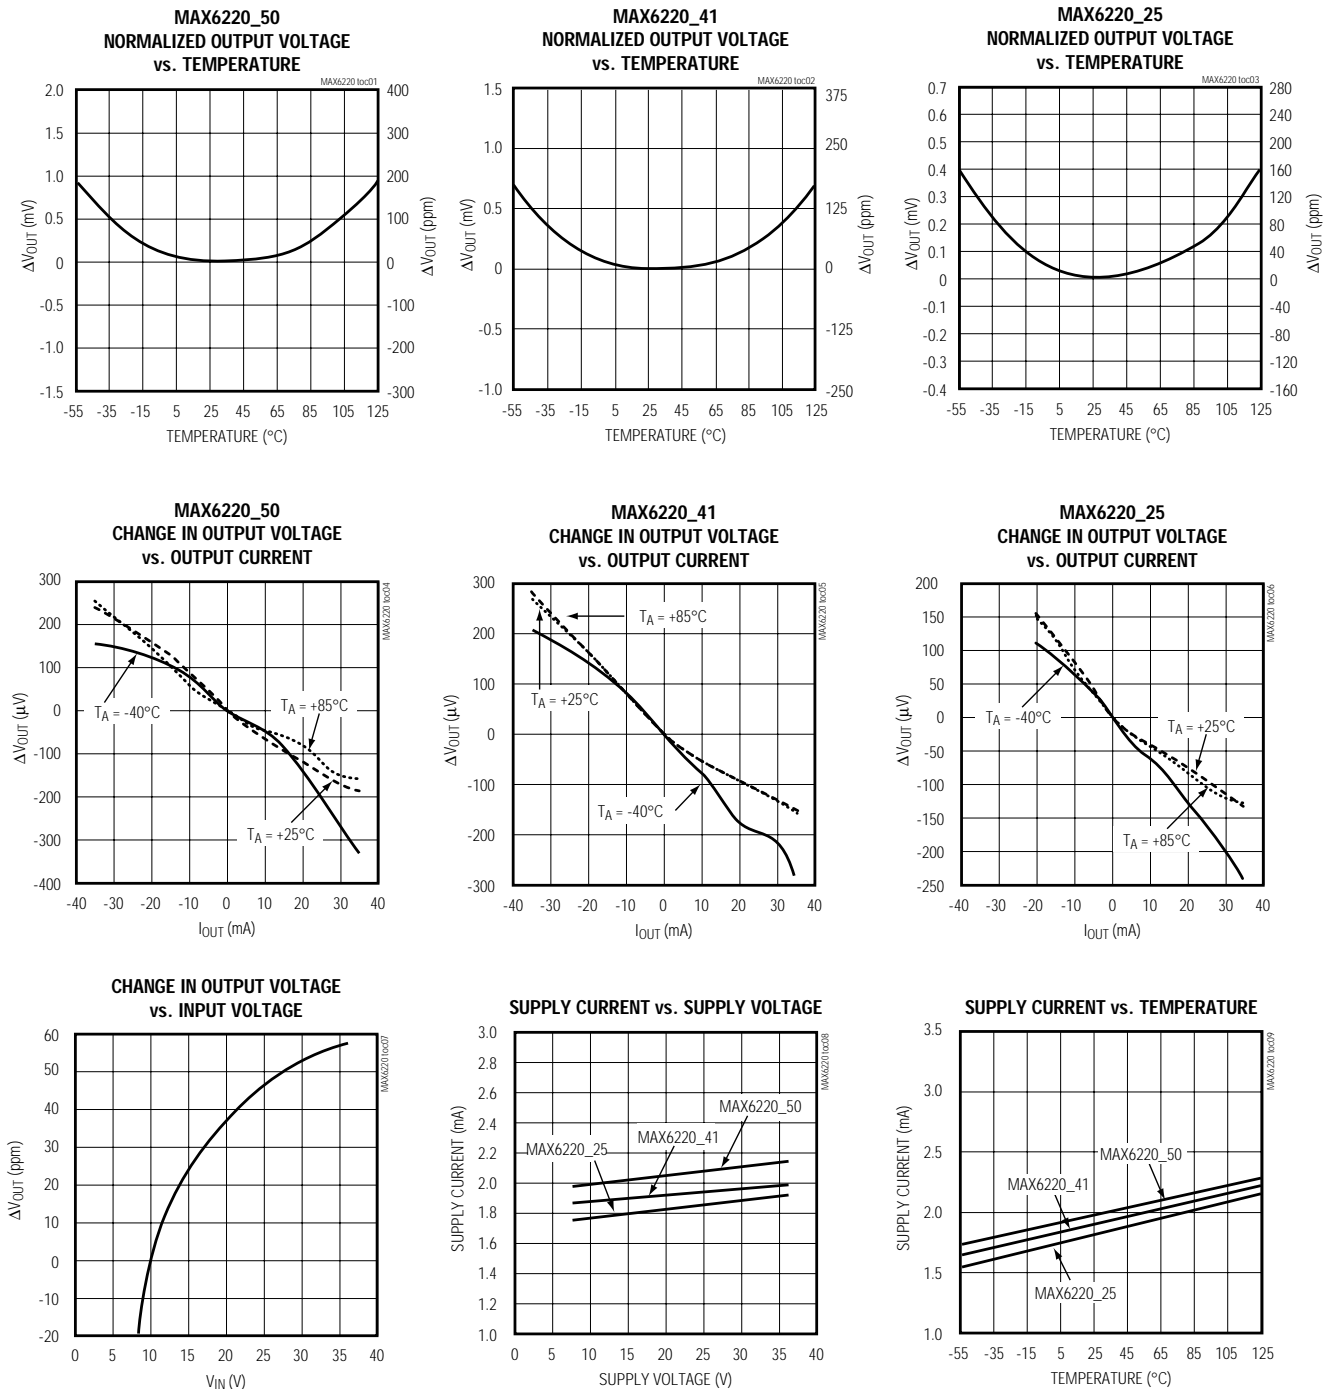 MAX6220_50
NORMALIZED OUTPUT VOLTAGE
vs. TEMPERATURE
MAX6220 toc01
2.0
1.5
1.0
0.5
0
-0.5
-1.0
-1.5
ΔVOUT (mV)
400
300
200
100
0
-100
-200
-300
ΔVOUT (ppm)
-55 -35 -15 5 25 45 65 85 105 125
TEMPERATURE (°C)
MAX6220_41
NORMALIZED OUTPUT VOLTAGE
vs. TEMPERATURE
MAX6220 toc02
1.5
1.0
0.5
0
-0.5
-1.0
ΔVOUT (mV)
375
250
125
0
-125
-250
ΔVOUT (ppm)
-55 -35 -15 5 25 45 65 85 105 125
TEMPERATURE (°C)
MAX6220_25
NORMALIZED OUTPUT VOLTAGE
vs. TEMPERATURE
MAX6220 toc03
0.7
0.6
0.5
0.4
0.3
0.2
0.1
0
-0.1
-0.2
-0.3
-0.4
ΔVOUT (mV)
280
240
200
160
120
80
40
0
-40
-80
-120
-160
ΔVOUT (ppm)
-55 -35 -15 5 25 45 65 85 105 125
TEMPERATURE (°C)
MAX6220_50
CHANGE IN OUTPUT VOLTAGE
vs. OUTPUT CURRENT
MAX6220 toc04
300
200
100
0
-100
-200
-300
-400
ΔVOUT (μV)
TA = -40°C
TA = +85°C
TA = +25°C
-40 -30 -20 -10 0 10 20 30 40
IOUT (mA)
MAX6220_41
CHANGE IN OUTPUT VOLTAGE
vs. OUTPUT CURRENT
MAX6220 toc05
300
200
100
0
-100
-200
-300
ΔVOUT (μV)
TA = +85°C
TA = +25°C
TA = -40°C
-40 -30 -20 -10 0 10 20 30 40
IOUT (mA)
MAX6220_25
CHANGE IN OUTPUT VOLTAGE
vs. OUTPUT CURRENT
MAX6220 toc06
200
150
100
50
0
-50
-100
-150
-200
-250
ΔVOUT (μV)
TA = -40°C
TA = +25°C
TA = +85°C
-40 -30 -20 -10 0 10 20 30 40
IOUT (mA)
CHANGE IN OUTPUT VOLTAGE
vs. INPUT VOLTAGE
MAX6220 toc07
60
50
40
30
20
10
0
-10
-20
ΔVOUT (ppm)
0 5 10 15 20 25 30 35 40
VIN (V)
SUPPLY CURRENT vs. SUPPLY VOLTAGE
MAX6220 toc08
3.0
2.8
2.6
2.4
2.2
2.0
1.8
1.6
1.4
1.2
1.0
SUPPLY CURRENT (mA)
MAX6220_50
MAX6220_41
MAX6220_25
0 5 10 15 20 25 30 35 40
SUPPLY VOLTAGE (V)
SUPPLY CURRENT vs. TEMPERATURE
MAX6220 toc09
3.5
3.0
2.5
2.0
1.5
1.0
SUPPLY CURRENT (mA)
MAX6220_50
MAX6220_41
MAX6220_25
-55 -35 -15 5 25 45 65 85 105 125
TEMPERATURE (°C)